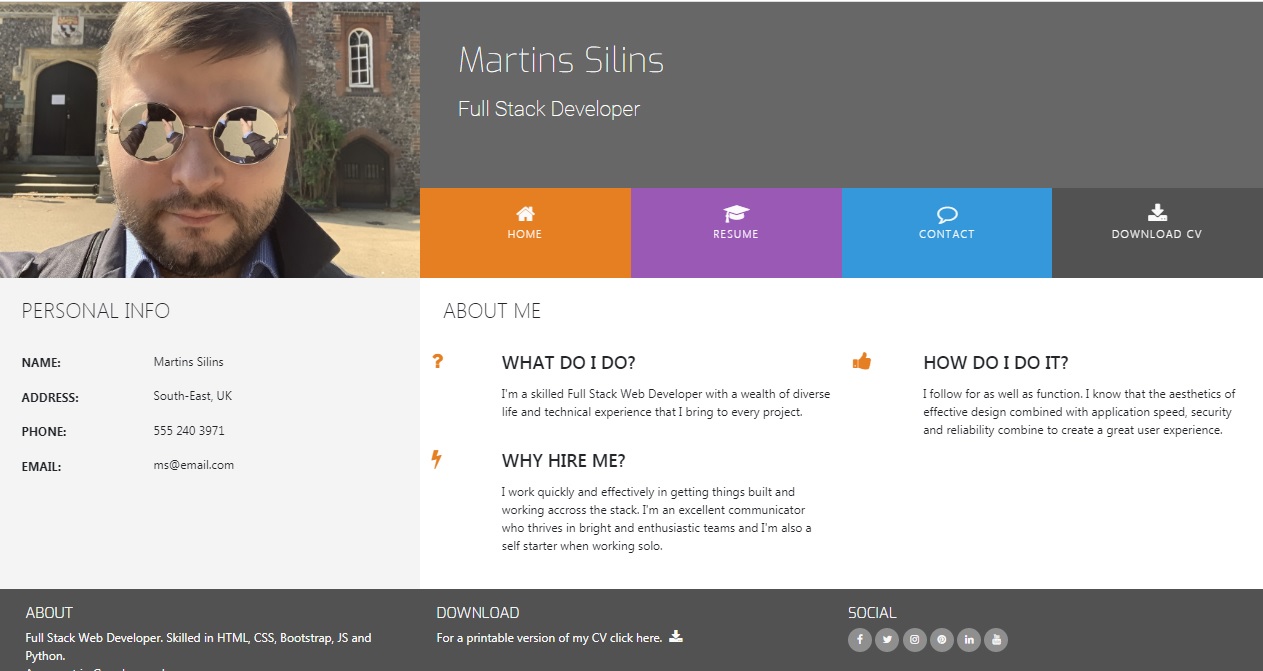 Martins Silins
Full Stack Developer
HOME
RESUME
CONTACT
DOWNLOAD CV
PERSONAL INFO
NAME:
Martins Silins
ADDRESS:
South-East, UK
PHONE:
555 240 3971
EMAIL:
ms@email.com
ABOUT ME
?
WHAT DO I DO?
I'm a skilled Full Stack Web Developer with a wealth of diverse
life and technical experience that I bring to every project.
HOW DO I DO IT?
I follow for as well as function. I know that the aesthetics of
effective design combined with application speed, security
and reliability combine to create a great user experience.
WHY HIRE ME?
I work quickly and effectively in getting things built and
working accross the stack. I'm an excellent communicator
who thrives in bright and enthusiastic teams and I'm also a
self starter when working solo.
ABOUT
Full Stack Web Developer. Skilled in HTML, CSS, Bootstrap, JS and
Python.
DOWNLOAD
For a printable version of my CV click here.
SOCIAL